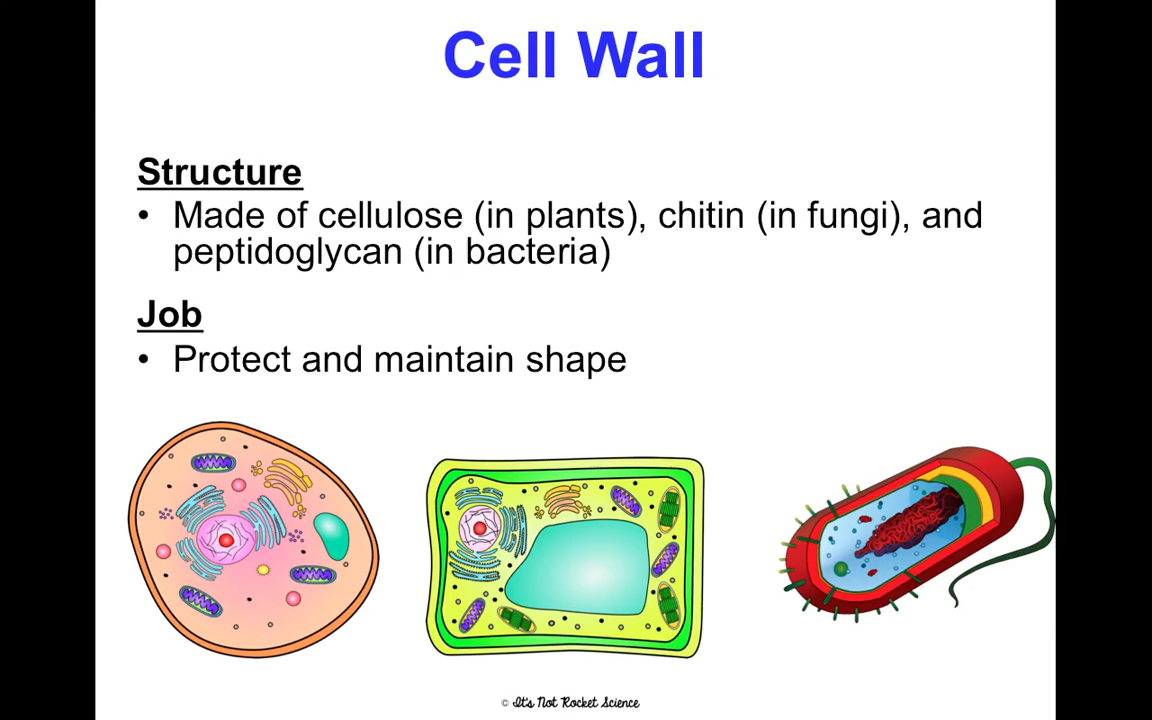 Cell Wall
Structure
• Made of cellulose (in plants), chitin (in fungi), and
peptidoglycan (in bacteria)
Job
• Protect and maintain shape
© It's Not Rocket Science